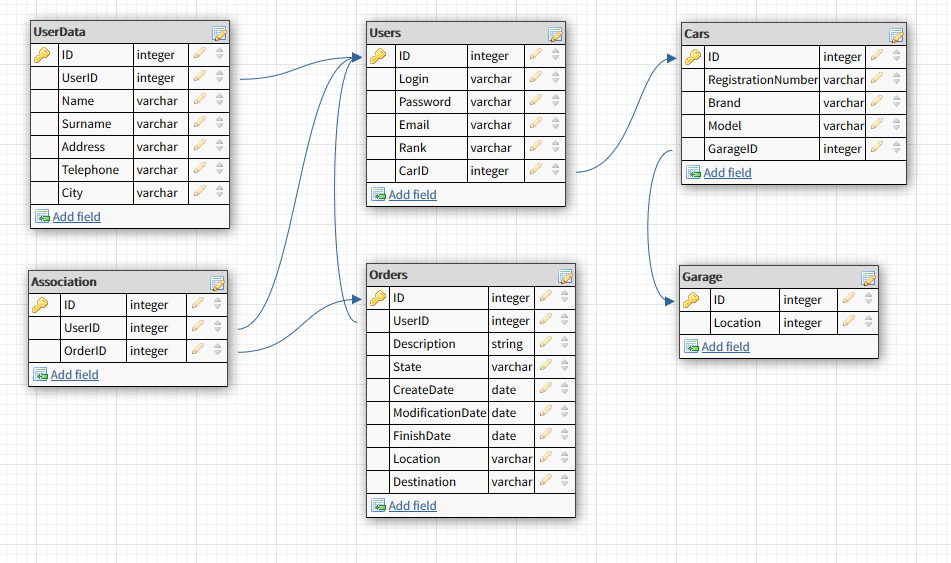 UserData
ID integer
UserID integer
Name varchar
Surname varchar
Address varchar
Telephone varchar
City varchar
Add field
Users
ID integer
Login varchar
Password varchar
Email varchar
Rank varchar
CarID integer
Add field
Cars
ID integer
RegistrationNumber varchar
Brand varchar
Model varchar
GarageID integer
Add field
Association
ID integer
UserID integer
OrderID integer
Add field
Orders
ID integer
UserID integer
Description string
State varchar
CreateDate date
ModificationDate date
FinishDate date
Location varchar
Destination varchar
Add field
Garage
ID integer
Location integer
Add field